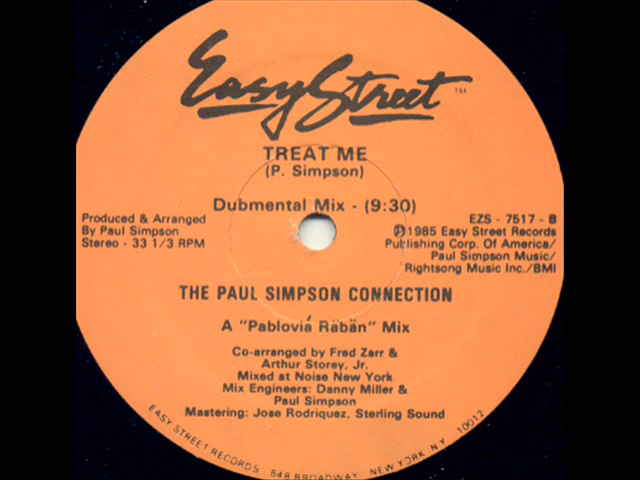 Easy Street ™
TREAT ME
(P. Simpson)
Dubmental Mix - (9:30)
Produced & Arranged
By Paul Simpson
Stereo - 33 1/3 RPM
EZS - 7517 - B
Ⓟ1985 Easy Street Records
Publishing Corp. Of America/
Paul Simpson Music/
Rightsong Music Inc./BMI
THE PAUL SIMPSON CONNECTION
A "Pabloviá Räbän" Mix
Co-arranged by Fred Zarr &
Arthur Storey, Jr.
Mixed at Noise New York
Mix Engineers: Danny Miller &
Paul Simpson
Mastering: Jose Rodriquez, Sterling Sound
EASY STREET RECORDS 648 BROADWAY NEW YORK, N.Y. 10012